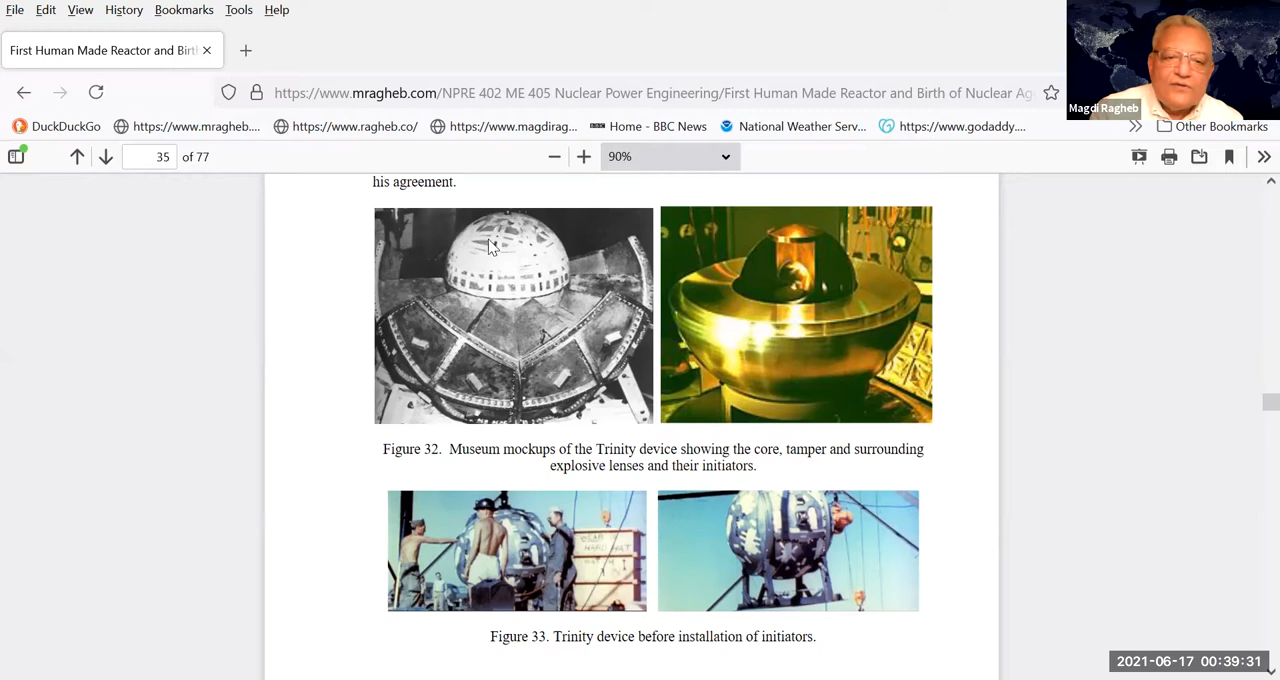 File Edit View History Bookmarks Tools Help
First Human Made Reactor and Birt
https://www.mragheb.com/NPRE 402 ME 405 Nuclear Power Engineering/First Human Made Reactor and Birth of Nuclear Ag
Magdi Ragheb
DuckDuckGo https://www.mragheb.... https://www.ragheb.co/ https://www.magdirag... BBC Home - BBC News National Weather Serv... https://www.godaddy.... Other Bookmarks
35 of 77 90%
his agreement.
Figure 32. Museum mockups of the Trinity device showing the core, tamper and surrounding
explosive lenses and their initiators.
Figure 33. Trinity device before installation of initiators.
2021-06-17 00:39:31